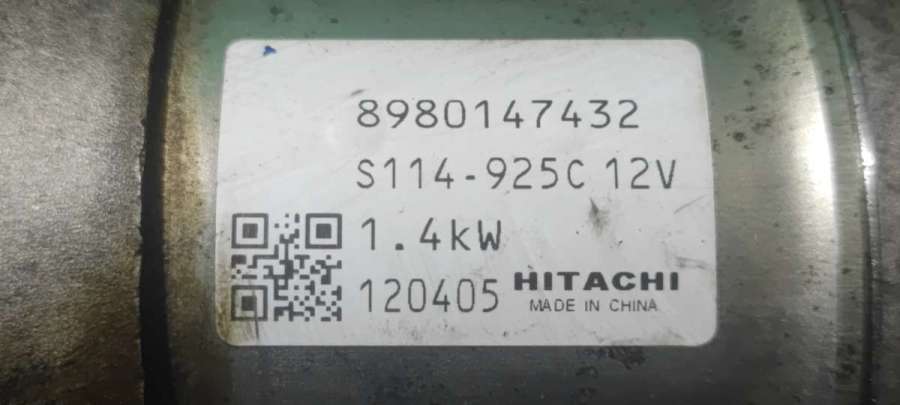 8980147432
S114-925C 12V
1.4kW
120405 HITACHI
MADE IN CHINA